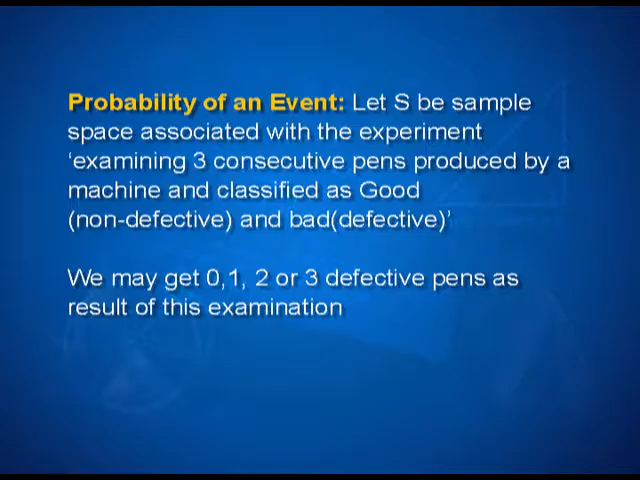 Probability of an Event: Let S be sample
space associated with the experiment
‘examining 3 consecutive pens produced by a
machine and classified as Good
(non-defective) and bad(defective)’
We may get 0,1, 2 or 3 defective pens as
result of this examination